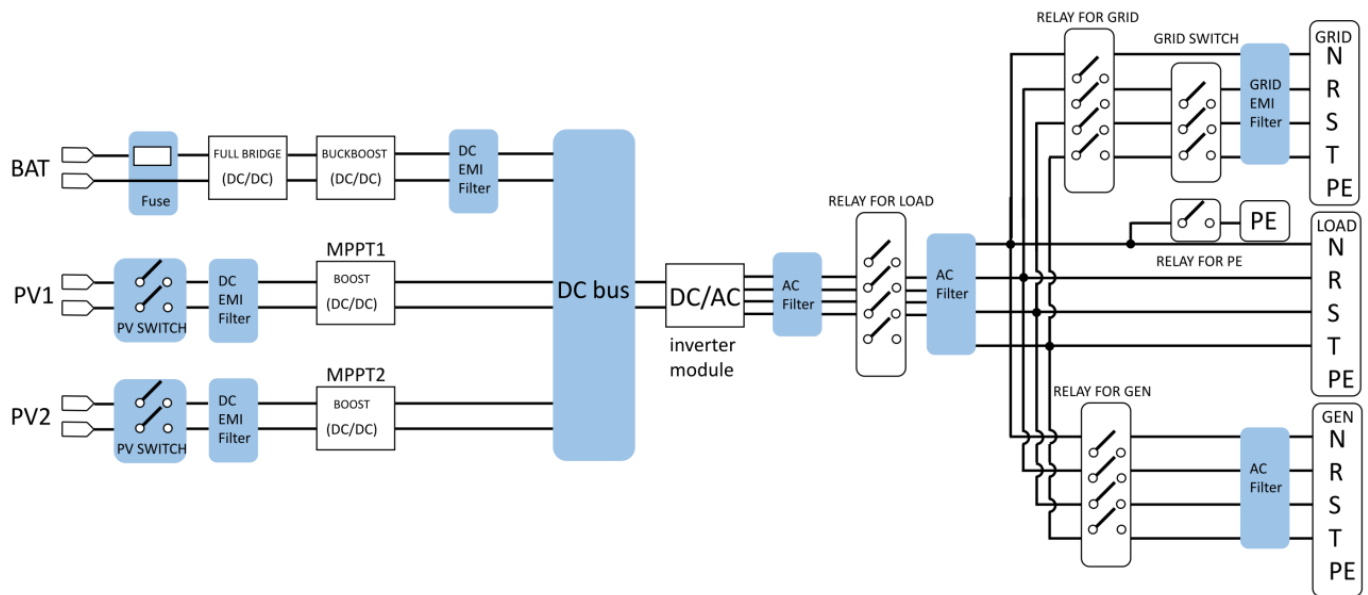 BAT
Fuse
FULL BRIDGE
(DC/DC)
BUCKBOOST
(DC/DC)
DC
EMI
Filter
PV1
PV SWITCH
DC
EMI
Filter
MPPT1
BOOST
(DC/DC)
PV2
PV SWITCH
DC
EMI
Filter
MPPT2
BOOST
(DC/DC)
DC bus
DC/AC
inverter
module
AC
Filter
RELAY FOR LOAD
AC
Filter
RELAY FOR GRID
GRID SWITCH
GRID
EMI
Filter
GRID
N
R
S
T
PE
PE
RELAY FOR PE
LOAD
N
R
S
T
PE
RELAY FOR GEN
AC
Filter
GEN
N
R
S
T
PE